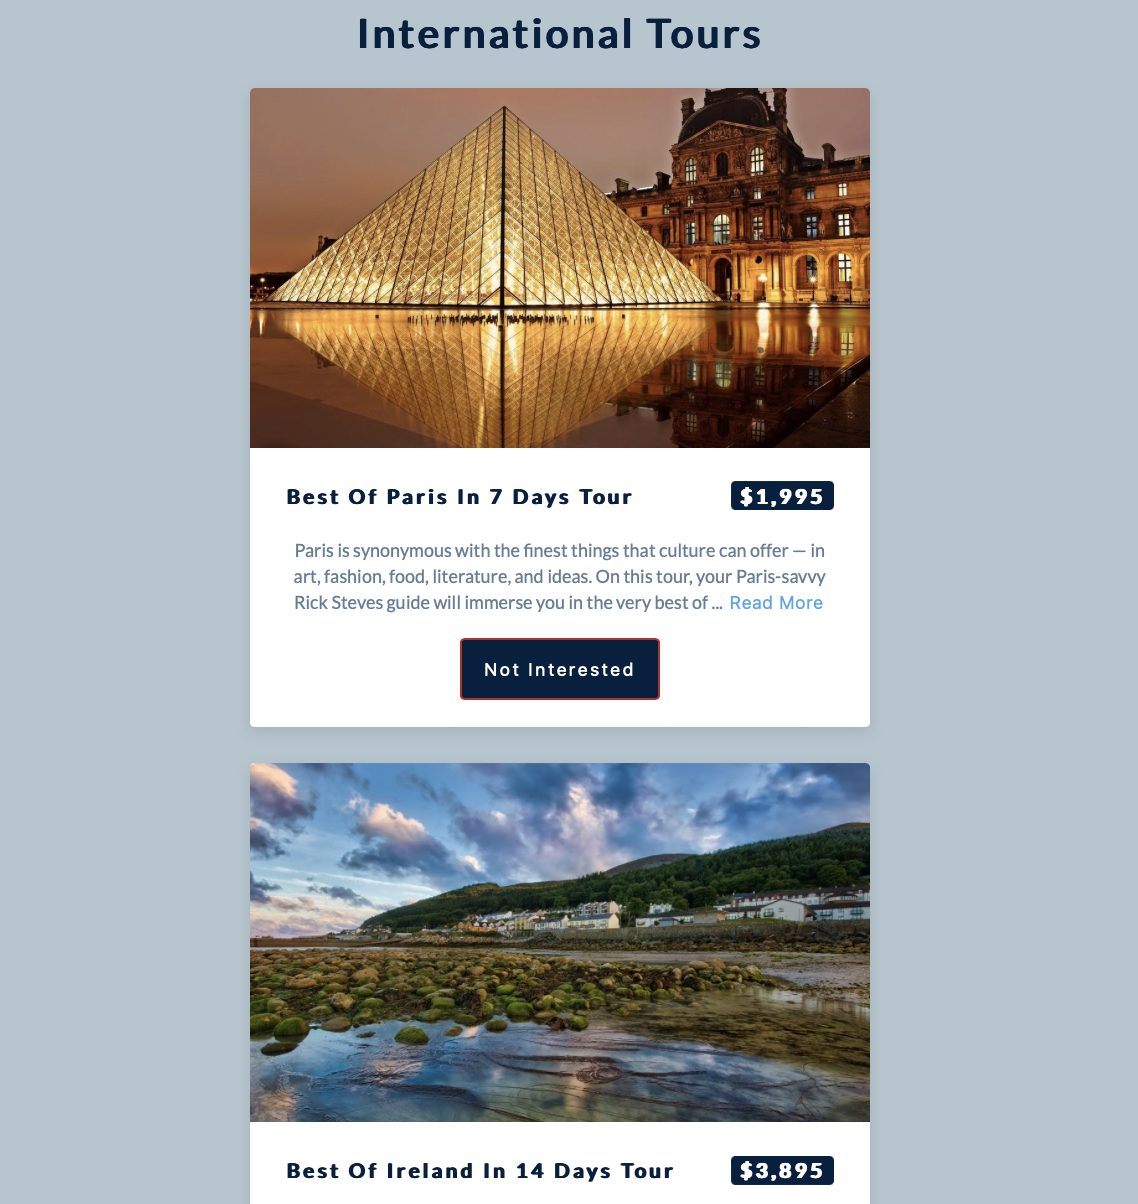 International Tours
Best Of Paris In 7 Days Tour
$1,995
Paris is synonymous with the finest things that culture can offer — in
art, fashion, food, literature, and ideas. On this tour, your Paris-savvy
Rick Steves guide will immerse you in the very best of ... Read More
Not Interested
Best Of Ireland In 14 Days Tour
$3,895